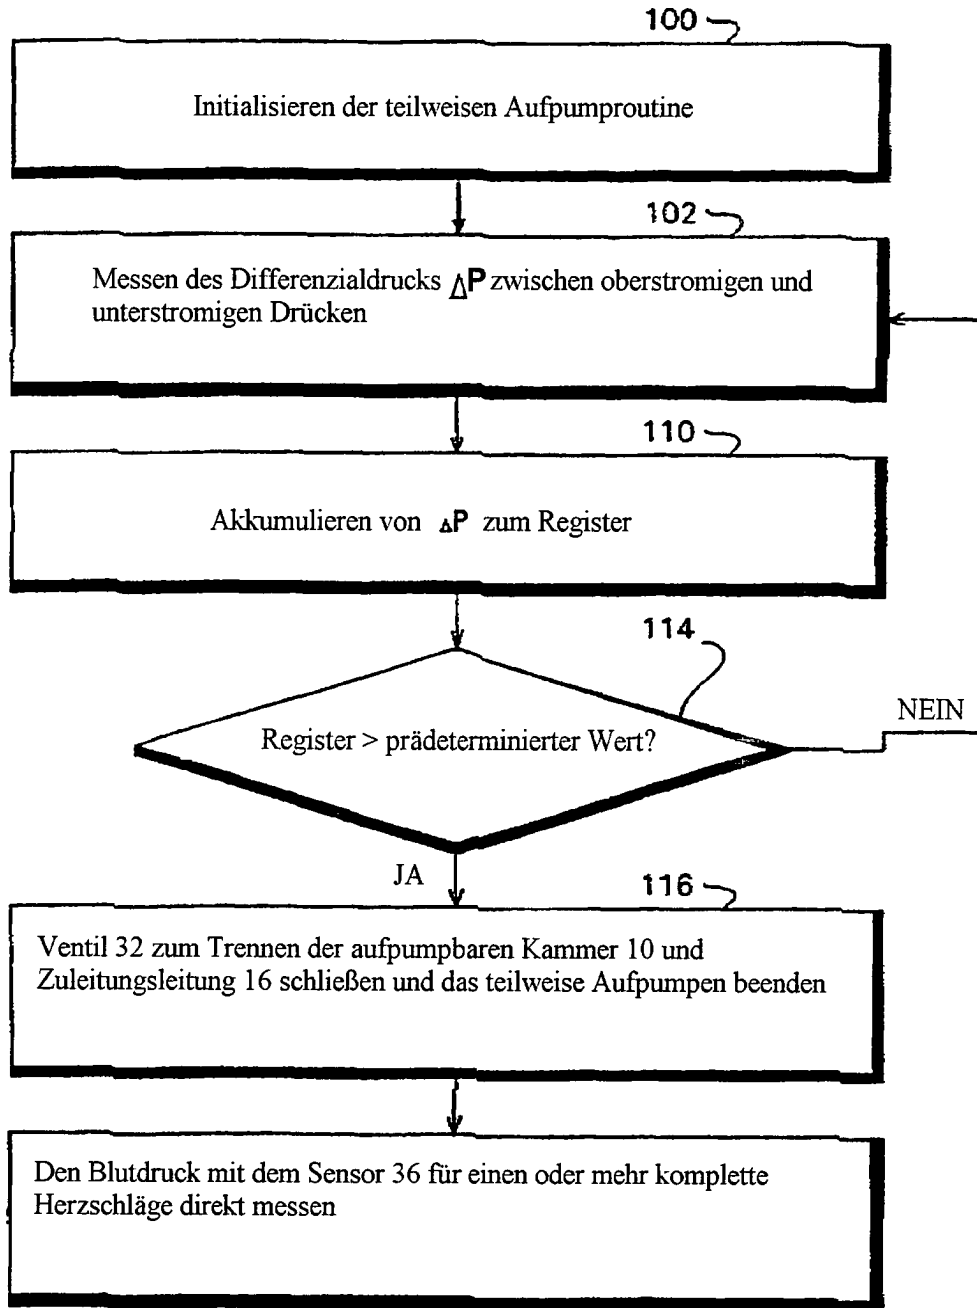 100
Initialisieren der teilweisen Aufpumproutine
102
Messen des Differenzialdrucks ΔP zwischen oberstromigen und
unterstromigen Drücken
110
Akkumulieren von ΔP zum Register
114
NEIN
Register > prädeterminierter Wert?
JA
116
Ventil 32 zum Trennen der aufpumpbaren Kammer 10 und
Zuleitungsleitung 16 schließen und das teilweise Aufpumpen beenden
Den Blutdruck mit dem Sensor 36 für einen oder mehr komplette
Herzschläge direkt messen